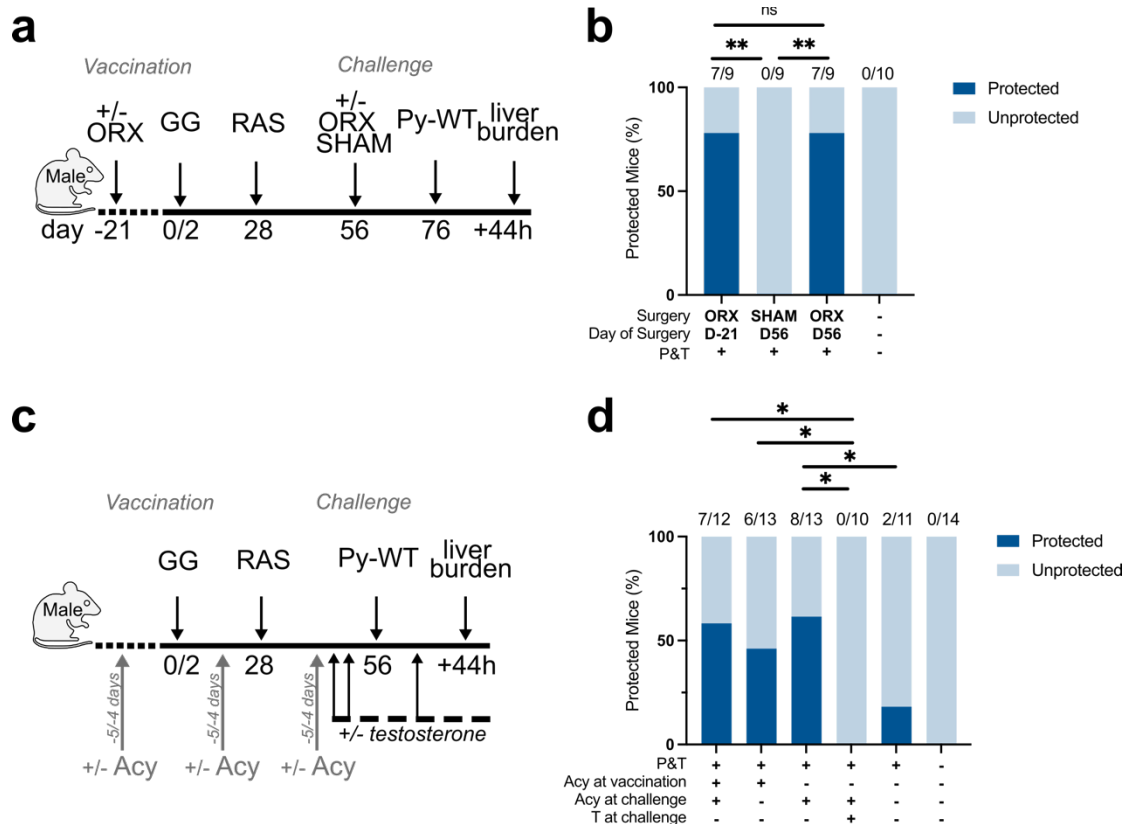 a
Vaccination Challenge
+/-
ORX
GG
RAS
+/-
ORX
SHAM
Py-WT
liver
burden
Male
day -21 0/2 28 56 76 +44h
b
ns
** **
7/9 0/9 7/9 0/10
100
50
0
Protected Mice (%)
Protected
Unprotected
Surgery ORX SHAM ORX -
Day of Surgery D-21 D56 D56 -
P&T + + + -
c
Vaccination Challenge
GG
RAS
Py-WT
liver
burden
Male
0/2 28 56 +44h
-5/-4 days
-5/-4 days
-5/-4 days
+/- testosterone
+/- Acy +/- Acy +/- Acy
d
*
*
*
*
7/12 6/13 8/13 0/10 2/11 0/14
100
50
0
Protected Mice (%)
Protected
Unprotected
P&T + + + + + -
Acy at vaccination + + - - - -
Acy at challenge + - + + - -
T at challenge - - - + - -